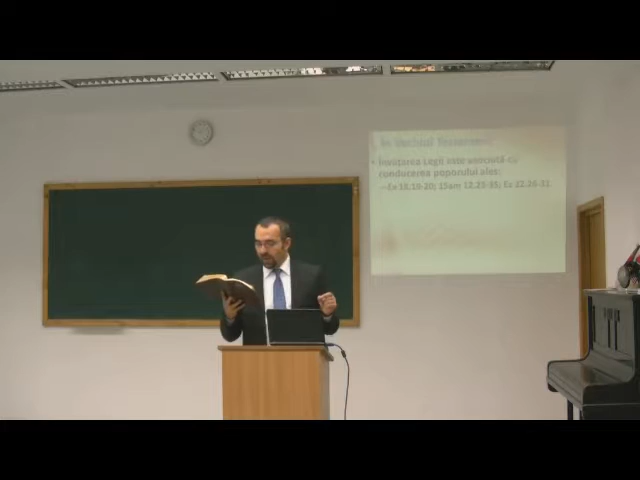 În Vechiul Testament:
• Învățarea Legii este asociată cu
conducerea poporului ales:
—Ex 18.19-20; 1Sam 12.23-25; Ez 22.26-31